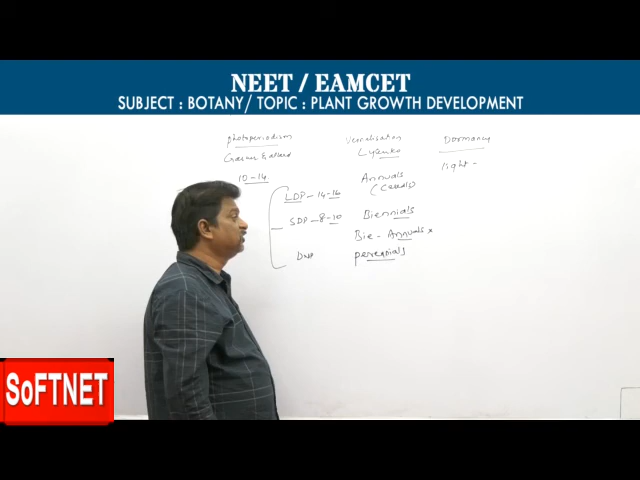 NEET / EAMCET
SUBJECT : BOTANY/ TOPIC : PLANT GROWTH DEVELOPMENT
photoperiodism
Garner & allard
10 - 14
LDP - 14 - 16
SDP - 8 - 10
DNP
Vernalisation
Lysenko
Annuals
(Cereals)
Biennials
Bie - Annuals
perennials
Dormancy
light -
SoFTNET